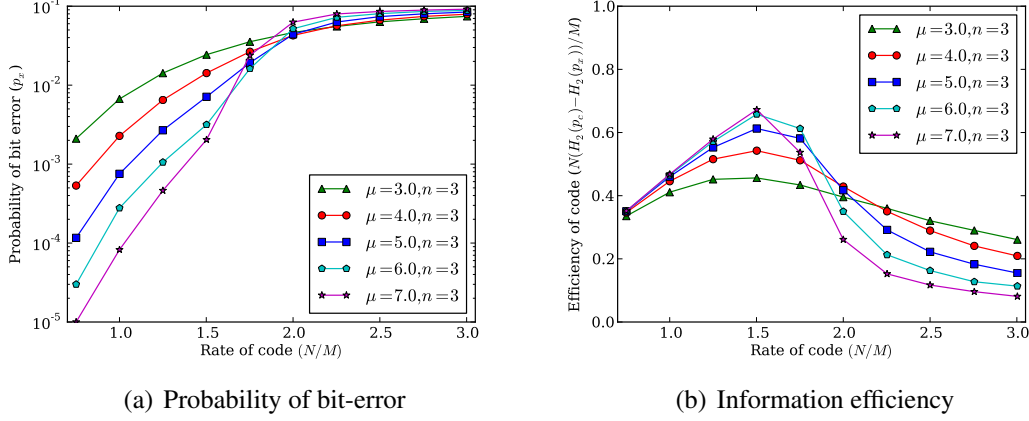 10^{-1}
10^{-2}
10^{-3}
10^{-4}
10^{-5}
Probability of bit error (p_x)
μ=3.0,n=3
μ=4.0,n=3
μ=5.0,n=3
μ=6.0,n=3
μ=7.0,n=3
1.0 1.5 2.0 2.5 3.0
Rate of code (N/M)
(a) Probability of bit-error
1.0
0.8
0.6
0.4
0.2
0.0
Efficiency of code (N(H_2(p_c)−H_2(p_x))/M)
μ=3.0,n=3
μ=4.0,n=3
μ=5.0,n=3
μ=6.0,n=3
μ=7.0,n=3
1.0 1.5 2.0 2.5 3.0
Rate of code (N/M)
(b) Information efficiency